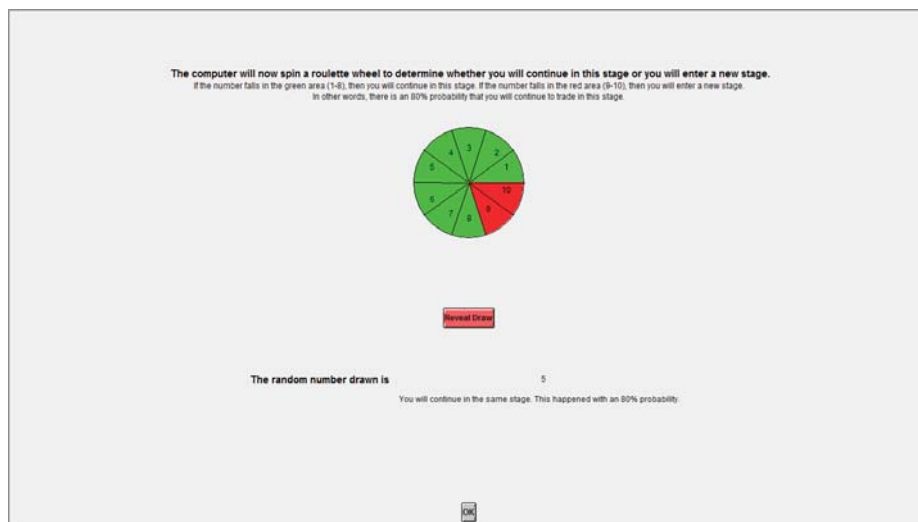 The computer will now spin a roulette wheel to determine whether you will continue in this stage or you will enter a new stage.
If the number falls in the green area (1-8), then you will continue in this stage. If the number falls in the red area (9-10), then you will enter a new stage.
In other words, there is an 80% probability that you will continue to trade in this stage.
3
4
2
5
1
6
10
7
9
8
Reveal Draw
The random number drawn is 5
You will continue in the same stage. This happened with an 80% probability.
OK